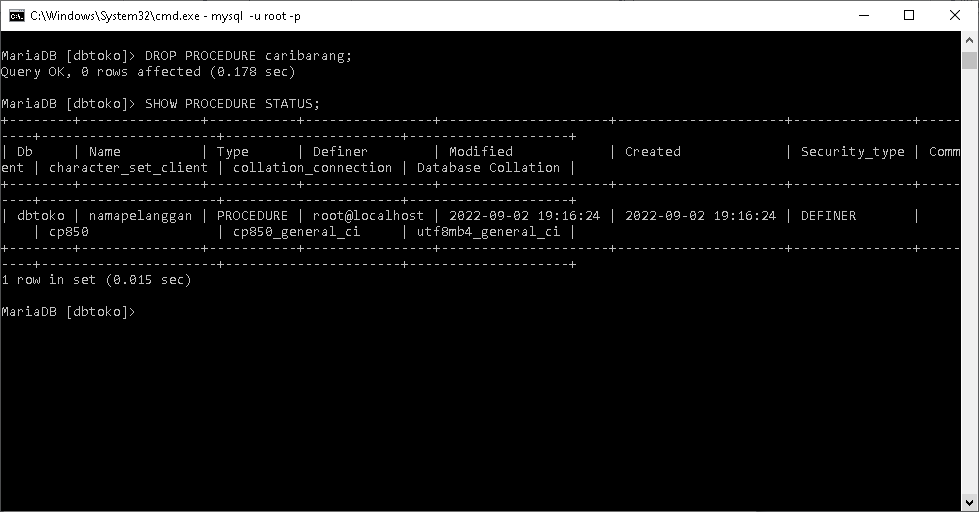 C:\Windows\System32\cmd.exe - mysql  -u root -p
MariaDB [dbtoko]> DROP PROCEDURE caribarang;
Query OK, 0 rows affected (0.178 sec)
MariaDB [dbtoko]> SHOW PROCEDURE STATUS;
+--------+---------------+-----------+----------------+---------------------+---------------------+---------------+-----
----+----------------------+----------------------+--------------------+
| Db     | Name          | Type      | Definer        | Modified            | Created             | Security_type | Comm
ent | character_set_client | collation_connection | Database Collation |
+--------+---------------+-----------+----------------+---------------------+---------------------+---------------+-----
----+----------------------+----------------------+--------------------+
| dbtoko | namapelanggan | PROCEDURE | root@localhost | 2022-09-02 19:16:24 | 2022-09-02 19:16:24 | DEFINER       |
    | cp850                | cp850_general_ci     | utf8mb4_general_ci |
+--------+---------------+-----------+----------------+---------------------+---------------------+---------------+-----
----+----------------------+----------------------+--------------------+
1 row in set (0.015 sec)
MariaDB [dbtoko]>